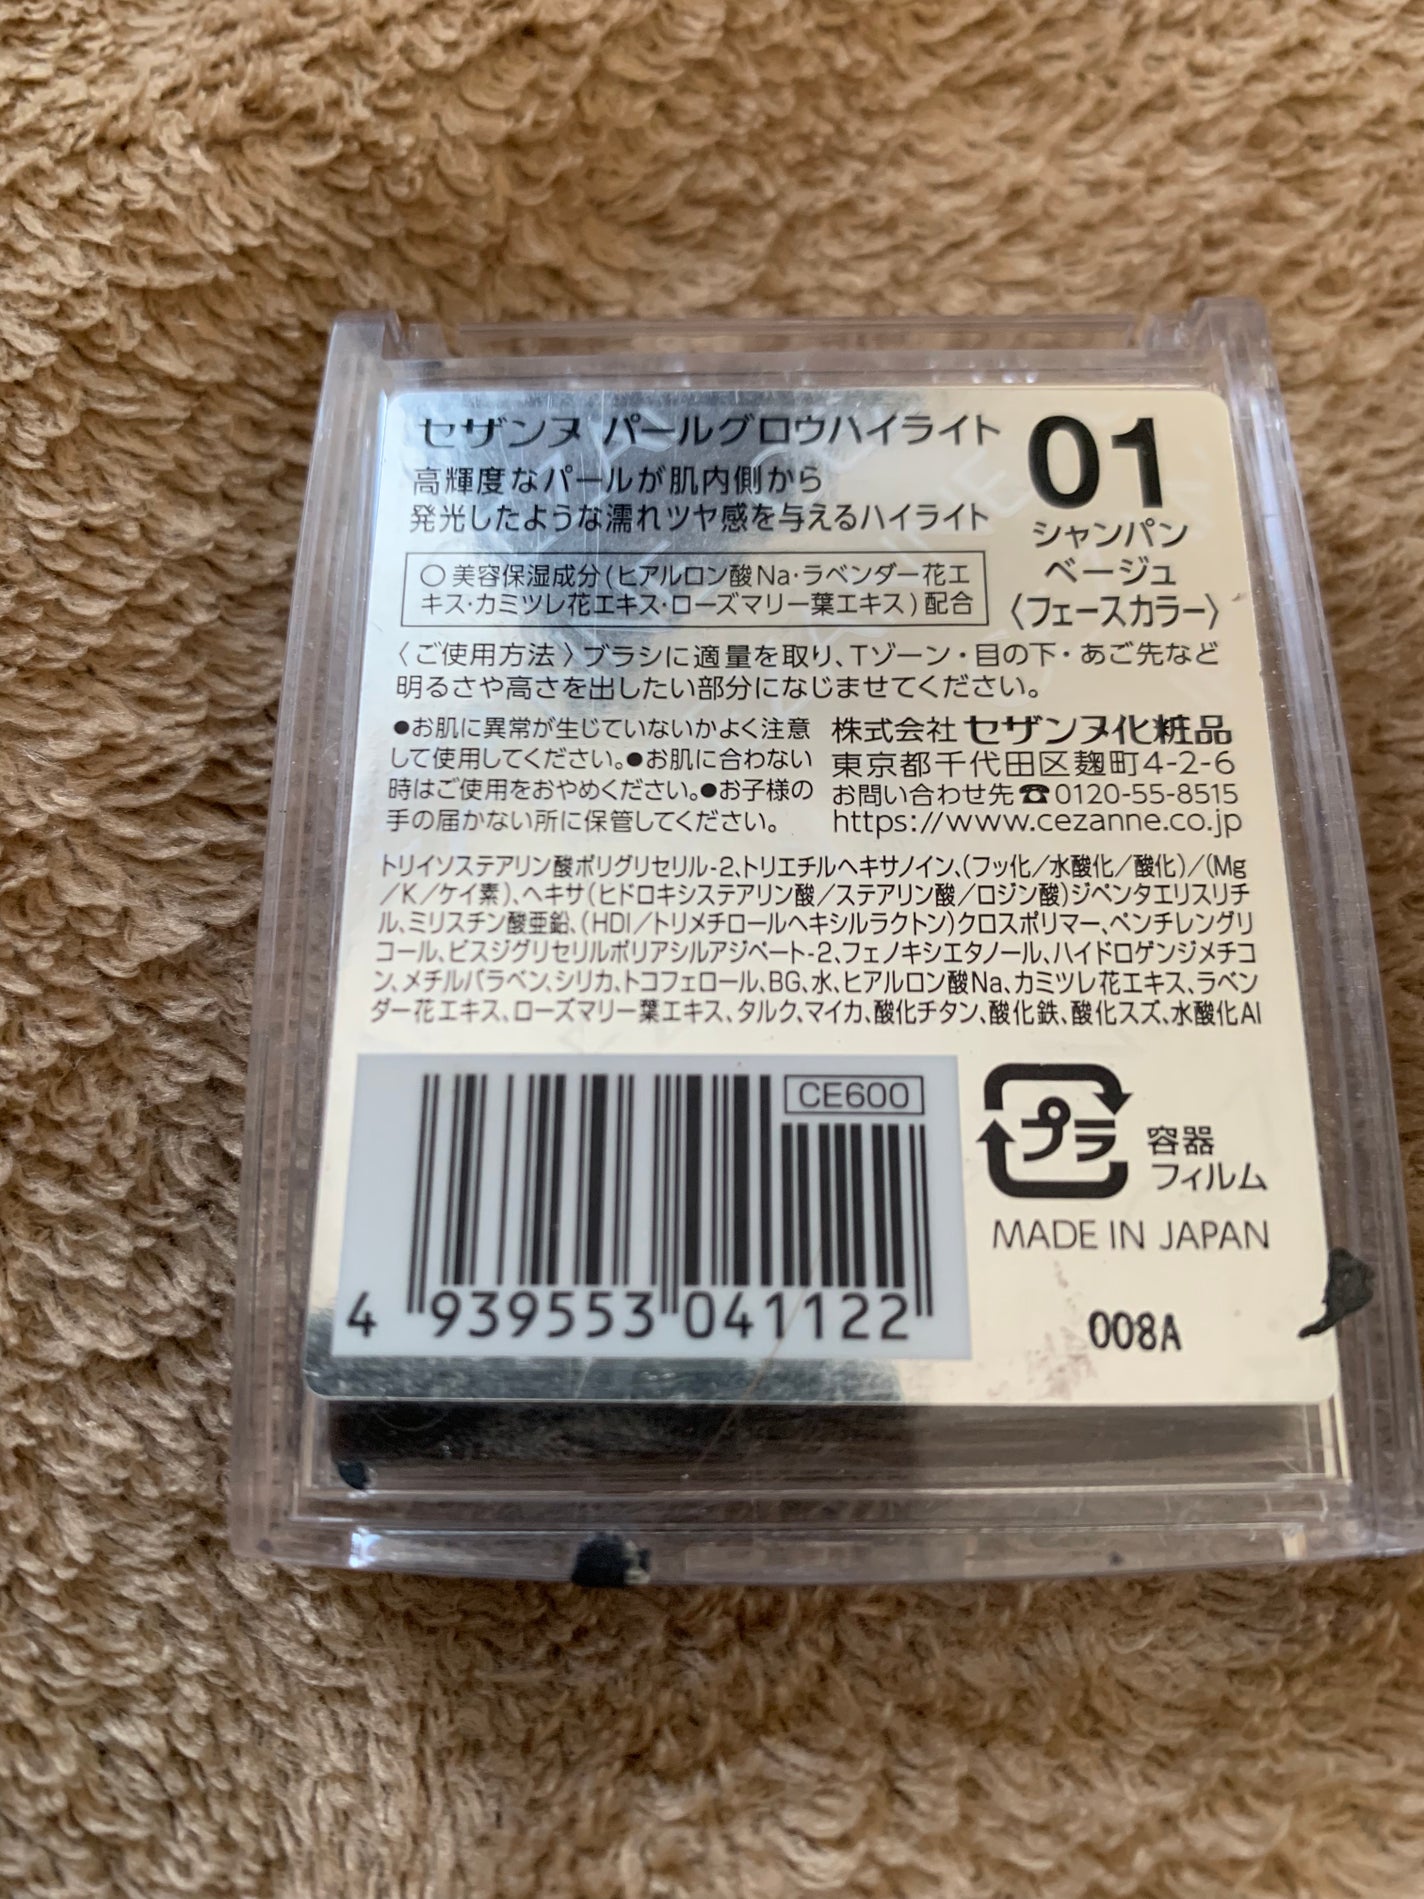 セザンヌ パールグロウハイライト
高輝度なパールが肌内側から
発光したような濡れツヤ感を与えるハイライト
01
シャンパン
ベージュ
〈フェースカラー〉
○美容保湿成分(ヒアルロン酸Na・ラベンダー花エ
キス・カミツレ花エキス・ローズマリー葉エキス)配合
〈ご使用方法〉ブラシに適量を取り、Tゾーン・目の下・あご先など
明るさや高さを出したい部分になじませてください。
●お肌に異常が生じていないかよく注意
して使用してください。●お肌に合わない
時はご使用をおやめください。●お子様の
手の届かない所に保管してください。
株式会社 セザンヌ化粧品
東京都千代田区麹町4-2-6
お問い合わせ先☎0120-55-8515
https://www.cezanne.co.jp
トリイソステアリン酸ポリグリセリル-2、トリエチルヘキサノイン、(フッ化/水酸化/酸化)/(Mg
/K/ケイ素)、ヘキサ(ヒドロキシステアリン酸/ステアリン酸/ロジン酸)ジペンタエリスリチ
ル、ミリスチン酸亜鉛、(HDI/トリメチロールヘキシルラクトン)クロスポリマー、ペンチレングリ
コール、ビスジグリセリルポリアシルアジペート-2、フェノキシエタノール、ハイドロゲンジメチコ
ン、メチルパラベン、シリカ、トコフェロール、BG、水、ヒアルロン酸Na、カミツレ花エキス、ラベン
ダー花エキス、ローズマリー葉エキス、タルク、マイカ、酸化チタン、酸化鉄、酸化スズ、水酸化Al
CE600
4 939553 041122
プラ
容器
フィルム
MADE IN JAPAN
008A